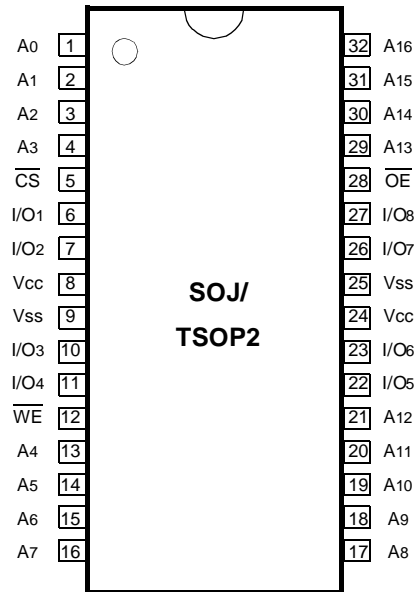 A0 1 32 A16
A1 2 31 A15
A2 3 30 A14
A3 4 29 A13
C̅S̅ 5 28 O̅E̅
I/O1 6 27 I/O8
I/O2 7 26 I/O7
Vcc 8 25 Vss
SOJ/
Vss 9 24 Vcc
TSOP2
I/O3 10 23 I/O6
I/O4 11 22 I/O5
W̅E̅ 12 21 A12
A4 13 20 A11
A5 14 19 A10
A6 15 18 A9
A7 16 17 A8